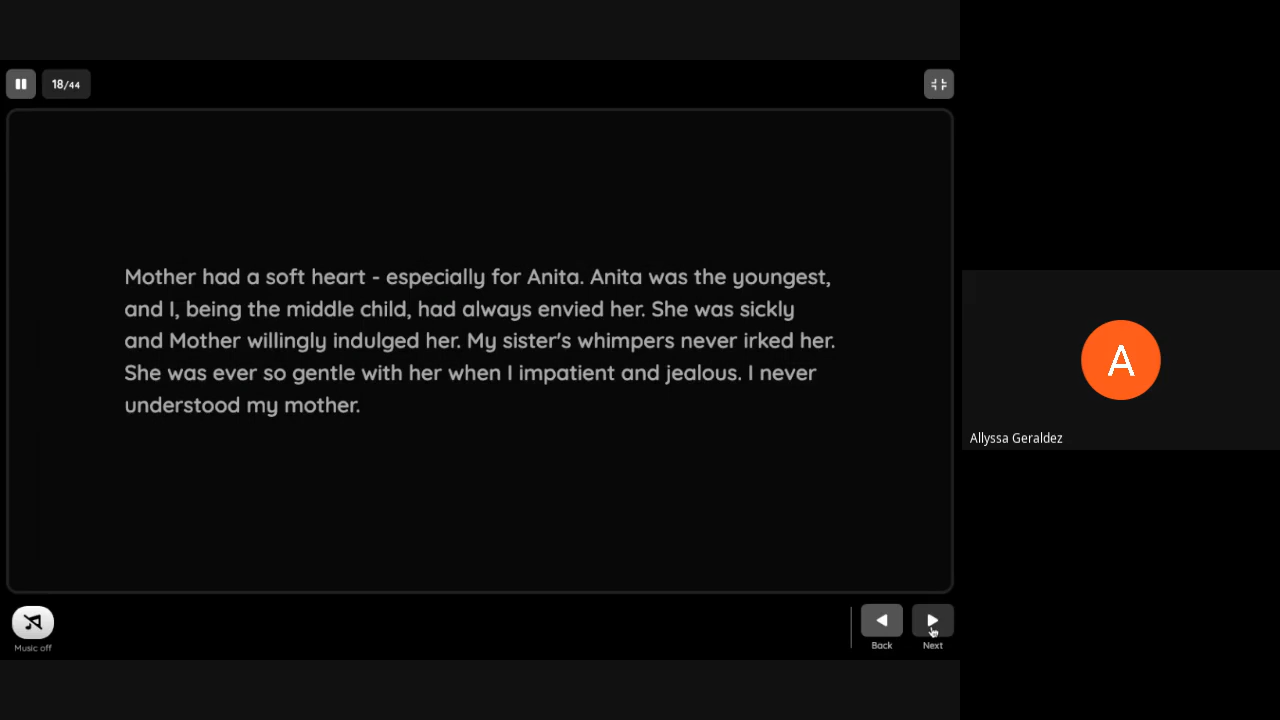 18/44
Mother had a soft heart - especially for Anita. Anita was the youngest,
and I, being the middle child, had always envied her. She was sickly
and Mother willingly indulged her. My sister's whimpers never irked her.
She was ever so gentle with her when I impatient and jealous. I never
understood my mother.
A
Allyssa Geraldez
Music off
Back
Next